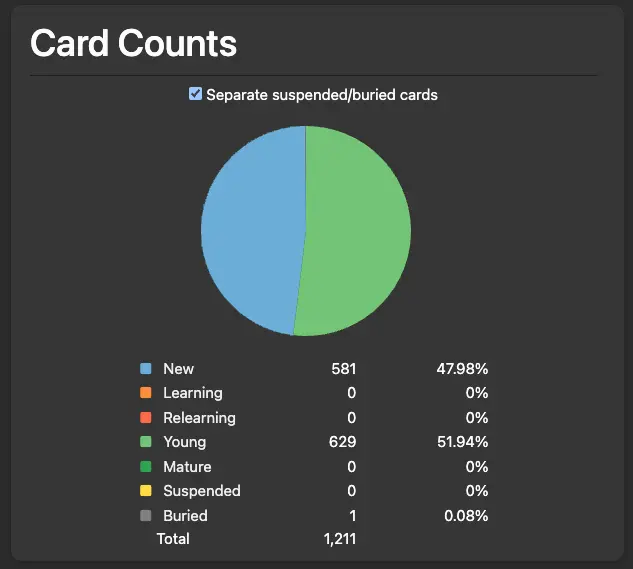 Card Counts
Separate suspended/buried cards
New 581 47.98%
Learning 0 0%
Relearning 0 0%
Young 629 51.94%
Mature 0 0%
Suspended 0 0%
Buried 1 0.08%
Total 1,211